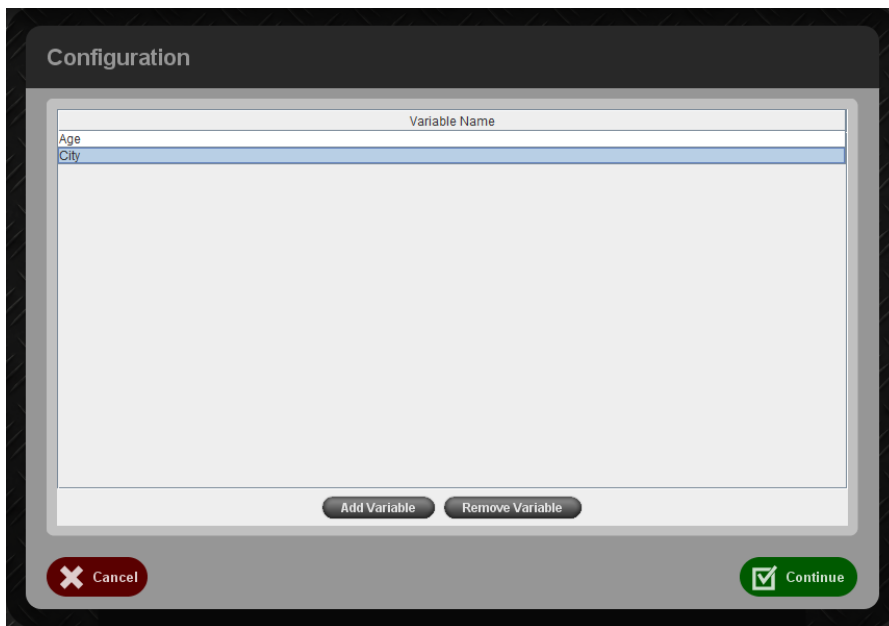 Configuration
Variable Name
Age
City
Add Variable Remove Variable
Cancel Continue